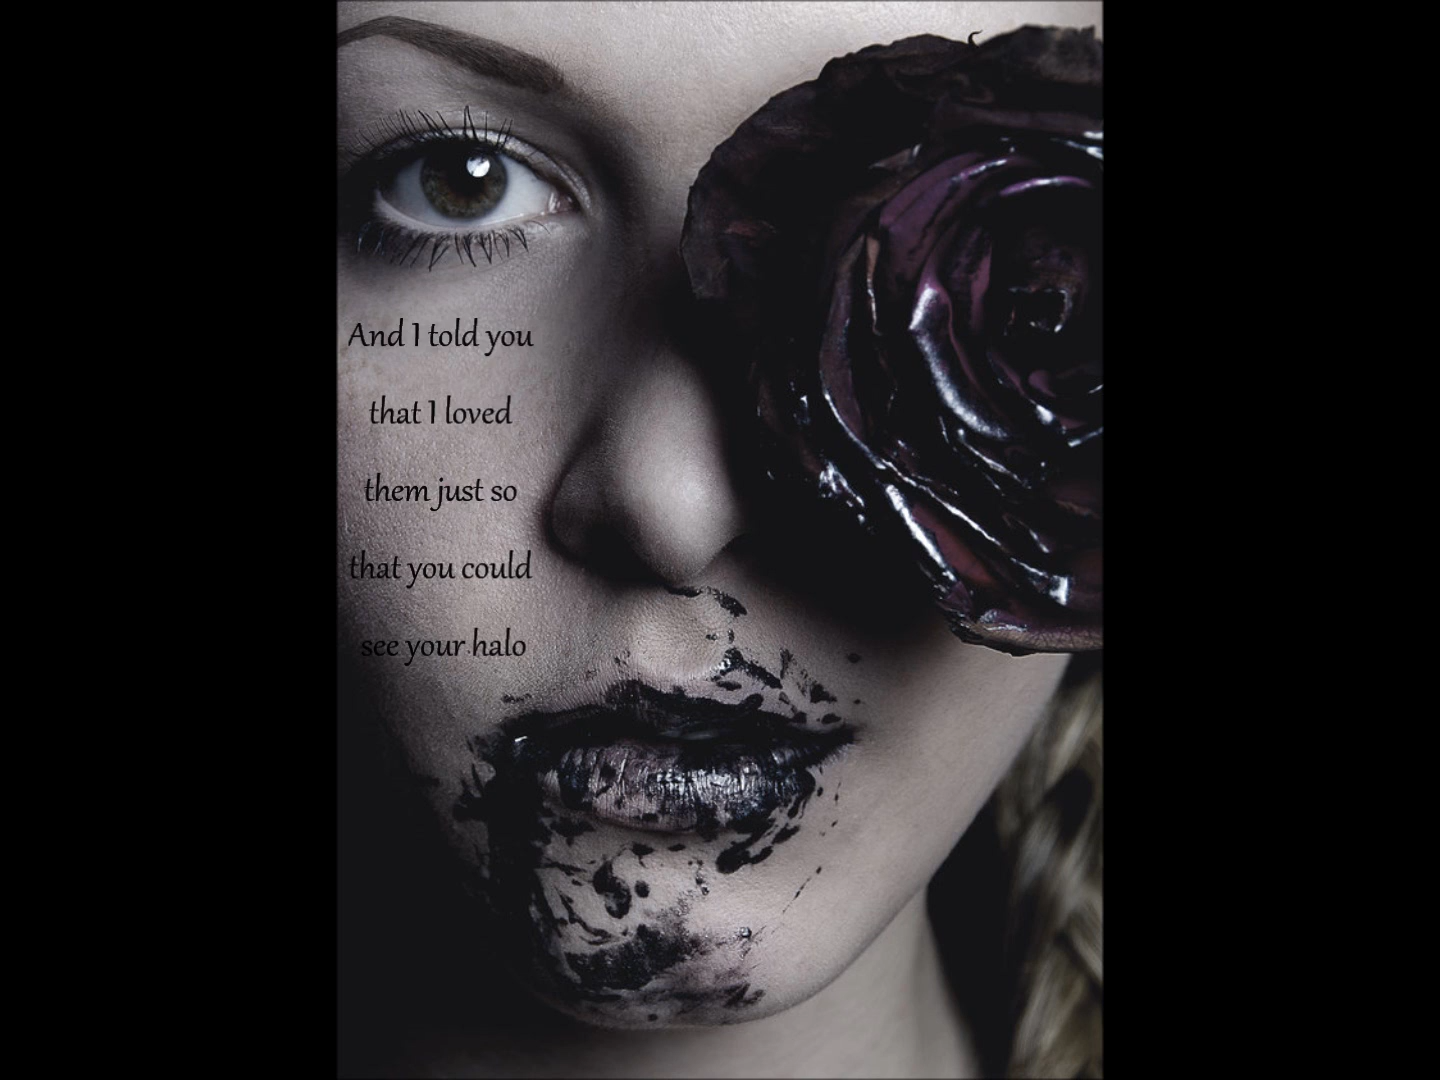 And I told you
that I loved
them just so
that you could
see your halo